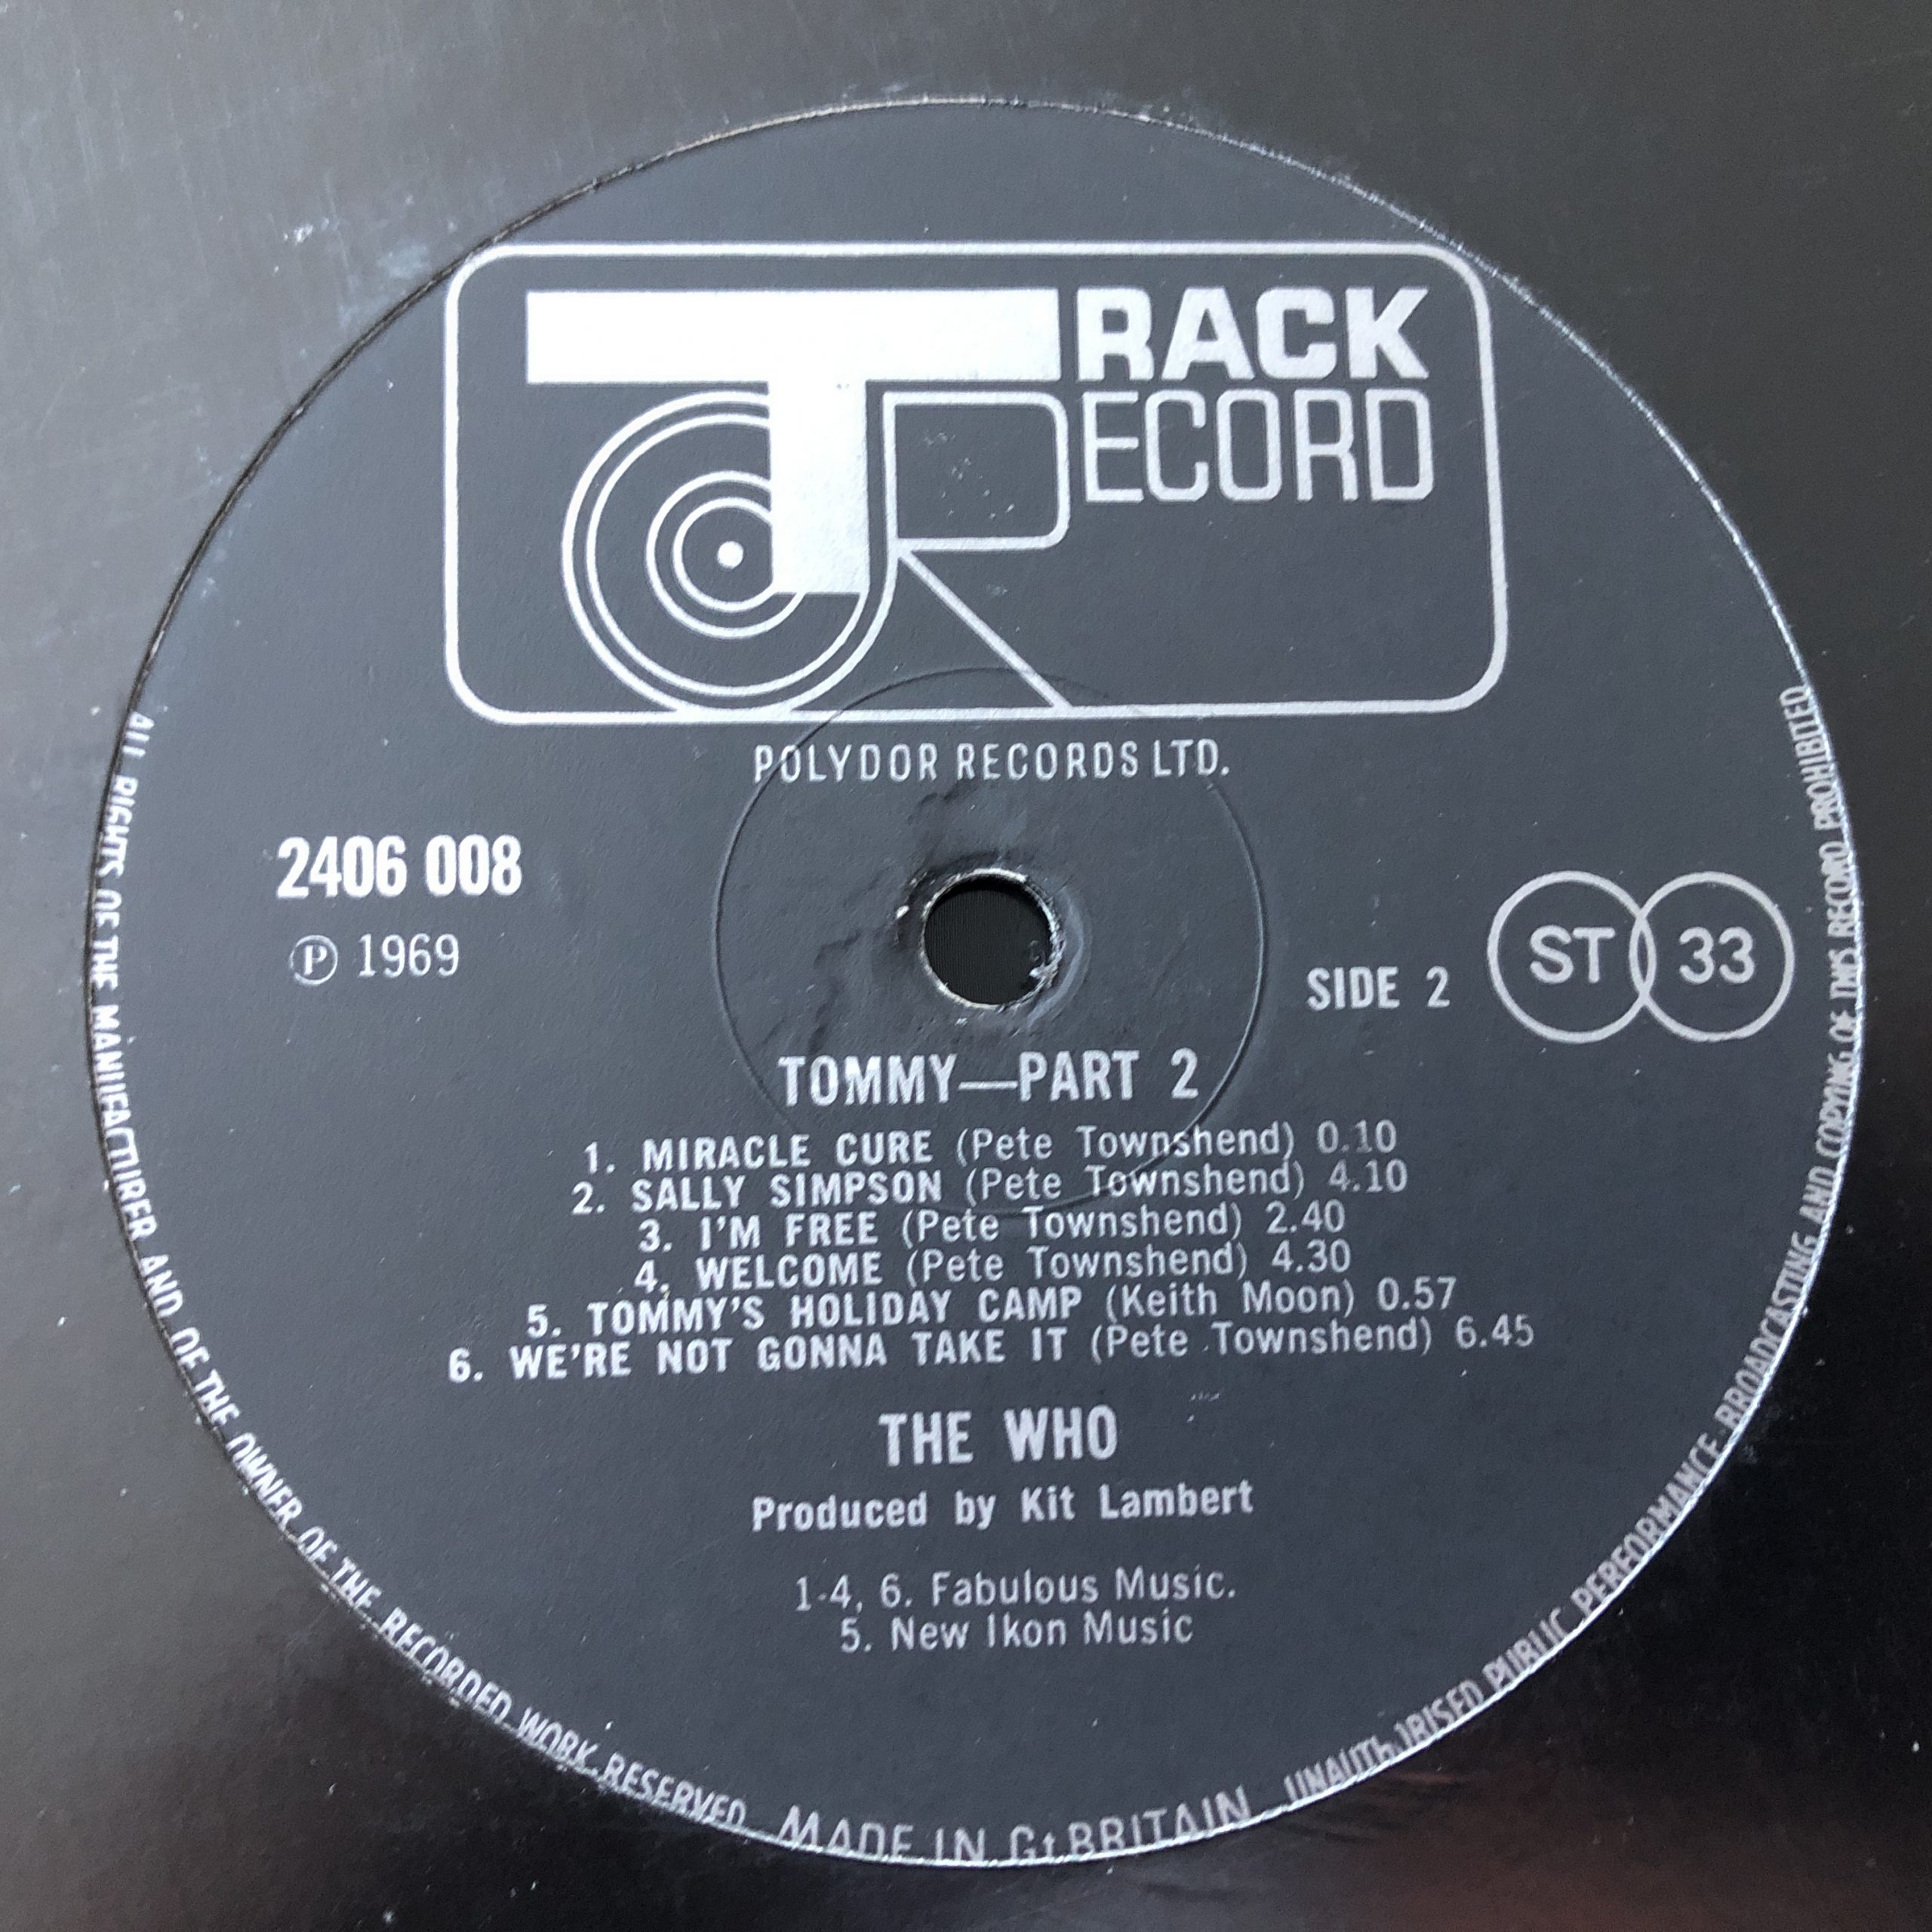 TRACK
RECORD
POLYDOR RECORDS LTD.
2406 008
Ⓟ 1969
SIDE 2
ST 33
TOMMY—PART 2
1. MIRACLE CURE (Pete Townshend) 0.10
2. SALLY SIMPSON (Pete Townshend) 4.10
3. I'M FREE (Pete Townshend) 2.40
4. WELCOME (Pete Townshend) 4.30
5. TOMMY'S HOLIDAY CAMP (Keith Moon) 0.57
6. WE'RE NOT GONNA TAKE IT (Pete Townshend) 6.45
THE WHO
Produced by Kit Lambert
1-4, 6. Fabulous Music.
5. New Ikon Music
ALL RIGHTS OF THE MANUFACTURER AND OF THE OWNER OF THE RECORDED WORK RESERVED MADE IN Gt BRITAIN UNAUTHORISED PUBLIC PERFORMANCE BROADCASTING AND COPYING OF THIS RECORD PROHIBITED